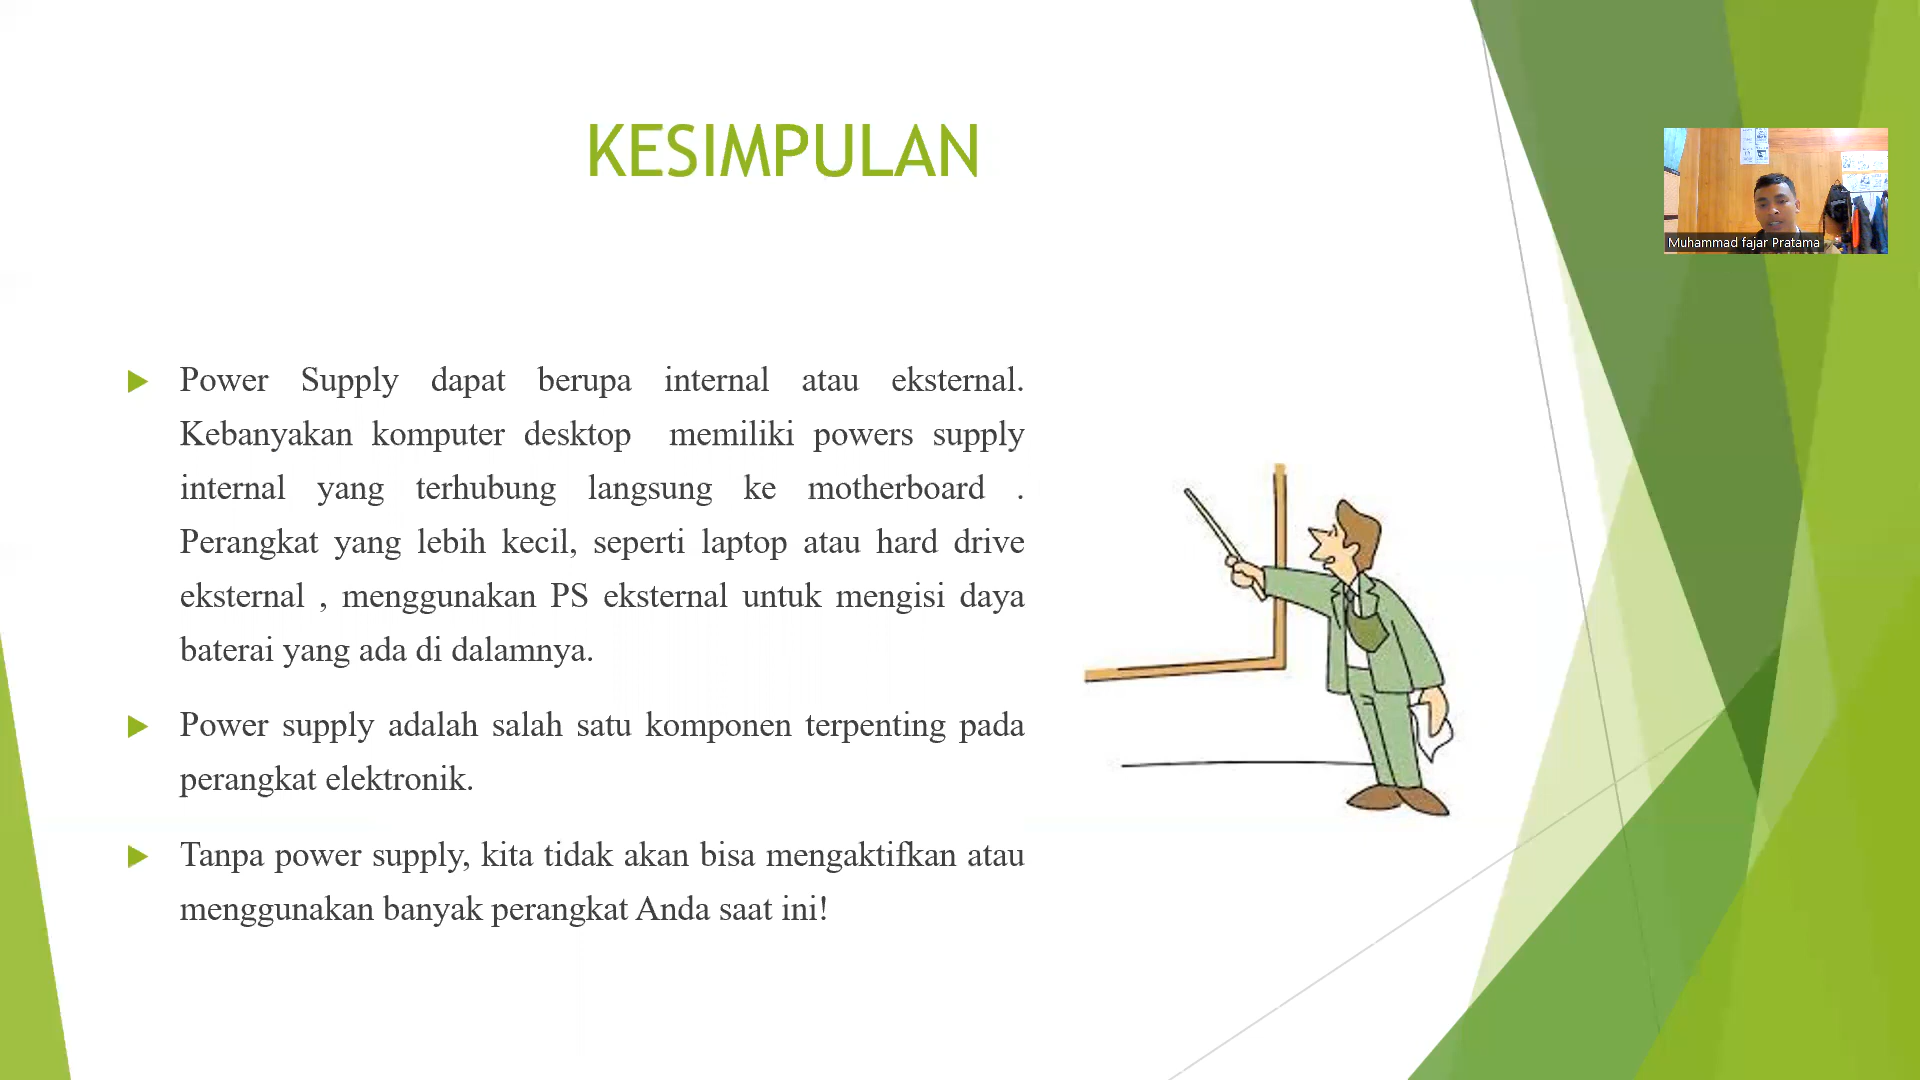 KESIMPULAN
Muhammad fajar Pratama
Power Supply dapat berupa internal atau eksternal.
Kebanyakan komputer desktop memiliki powers supply
internal yang terhubung langsung ke motherboard .
Perangkat yang lebih kecil, seperti laptop atau hard drive
eksternal , menggunakan PS eksternal untuk mengisi daya
baterai yang ada di dalamnya.
Power supply adalah salah satu komponen terpenting pada
perangkat elektronik.
Tanpa power supply, kita tidak akan bisa mengaktifkan atau
menggunakan banyak perangkat Anda saat ini!